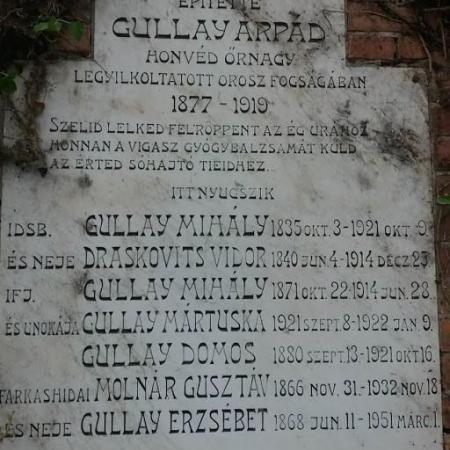 ÉPÍTETTE
GULLAY ÁRPÁD
HONVÉD ŐRNAGY
LEGYILKOLTATOTT OROSZ FOGSÁGÁBAN
1877 - 1919
SZELID LELKED FELRÖPPENT AZ ÉG URÁHOZ
HONNAN A VIGASZ GYÓGYBALZSAMÁT KÜLD
AZ ÉRTED SÓHAJTÓ TIEIDHEZ.
ITT NYUGSZIK
IDSB. GULLAY MIHÁLY 1835 OKT. 3-1921 OKT. 9.
ÉS NEJE DRASKOVITS VIDOR 1840 JUN 4-1914 DECZ. 23
IFJ. GULLAY MIHÁLY 1871 OKT. 22-1914 JUN. 28.
ÉS UNOKÁJA GULLAY MÁRTUSKA 1921 SZEPT. 8-1922 JAN 9.
GULLAY DOMOS 1880 SZEPT. 13-1921 OKT 16.
FARKASHIDAI MOLNÁR GUSZTÁV 1866 NOV. 31.-1932 NOV. 18
ÉS NEJE GULLAY ERZSÉBET 1868 JUN. 11-1951 MÁRC. 1.